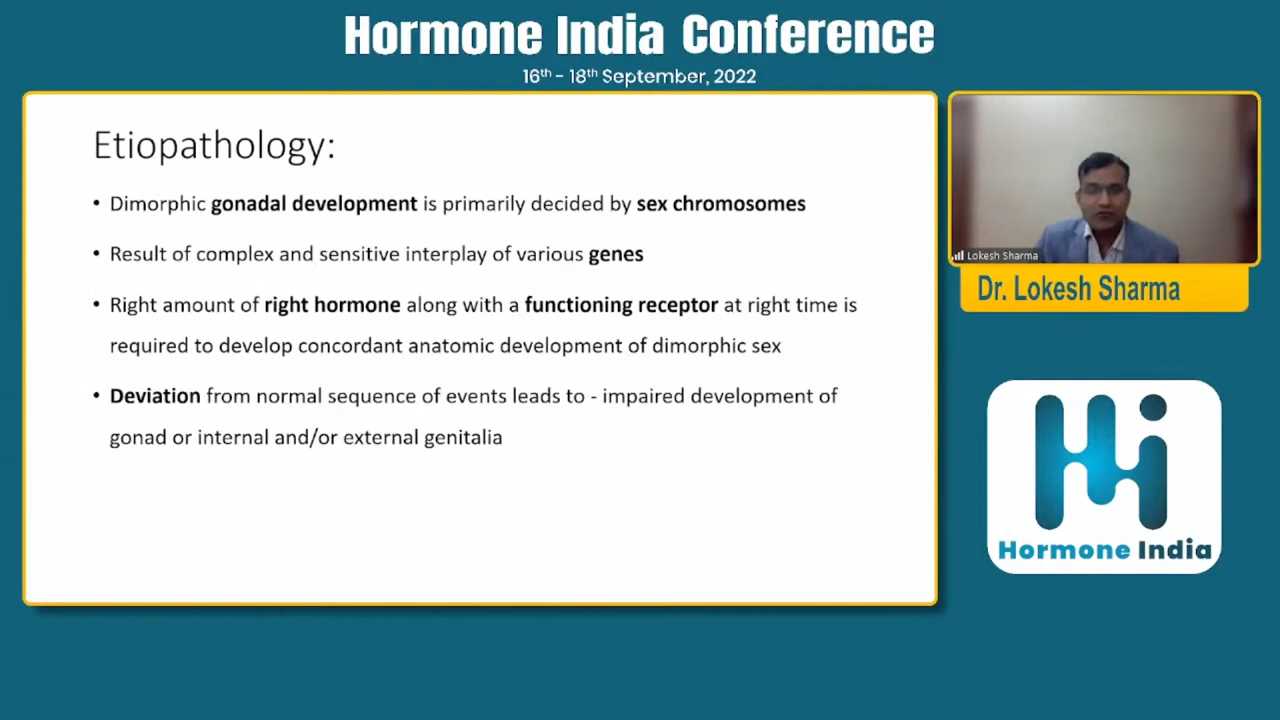 Hormone India Conference
16th - 18th September, 2022
Etiopathology:
• Dimorphic gonadal development is primarily decided by sex chromosomes
• Result of complex and sensitive interplay of various genes
• Right amount of right hormone along with a functioning receptor at right time is
required to develop concordant anatomic development of dimorphic sex
• Deviation from normal sequence of events leads to - impaired development of
gonad or internal and/or external genitalia
Lokesh Sharma
Dr. Lokesh Sharma
Hi
Hormone India